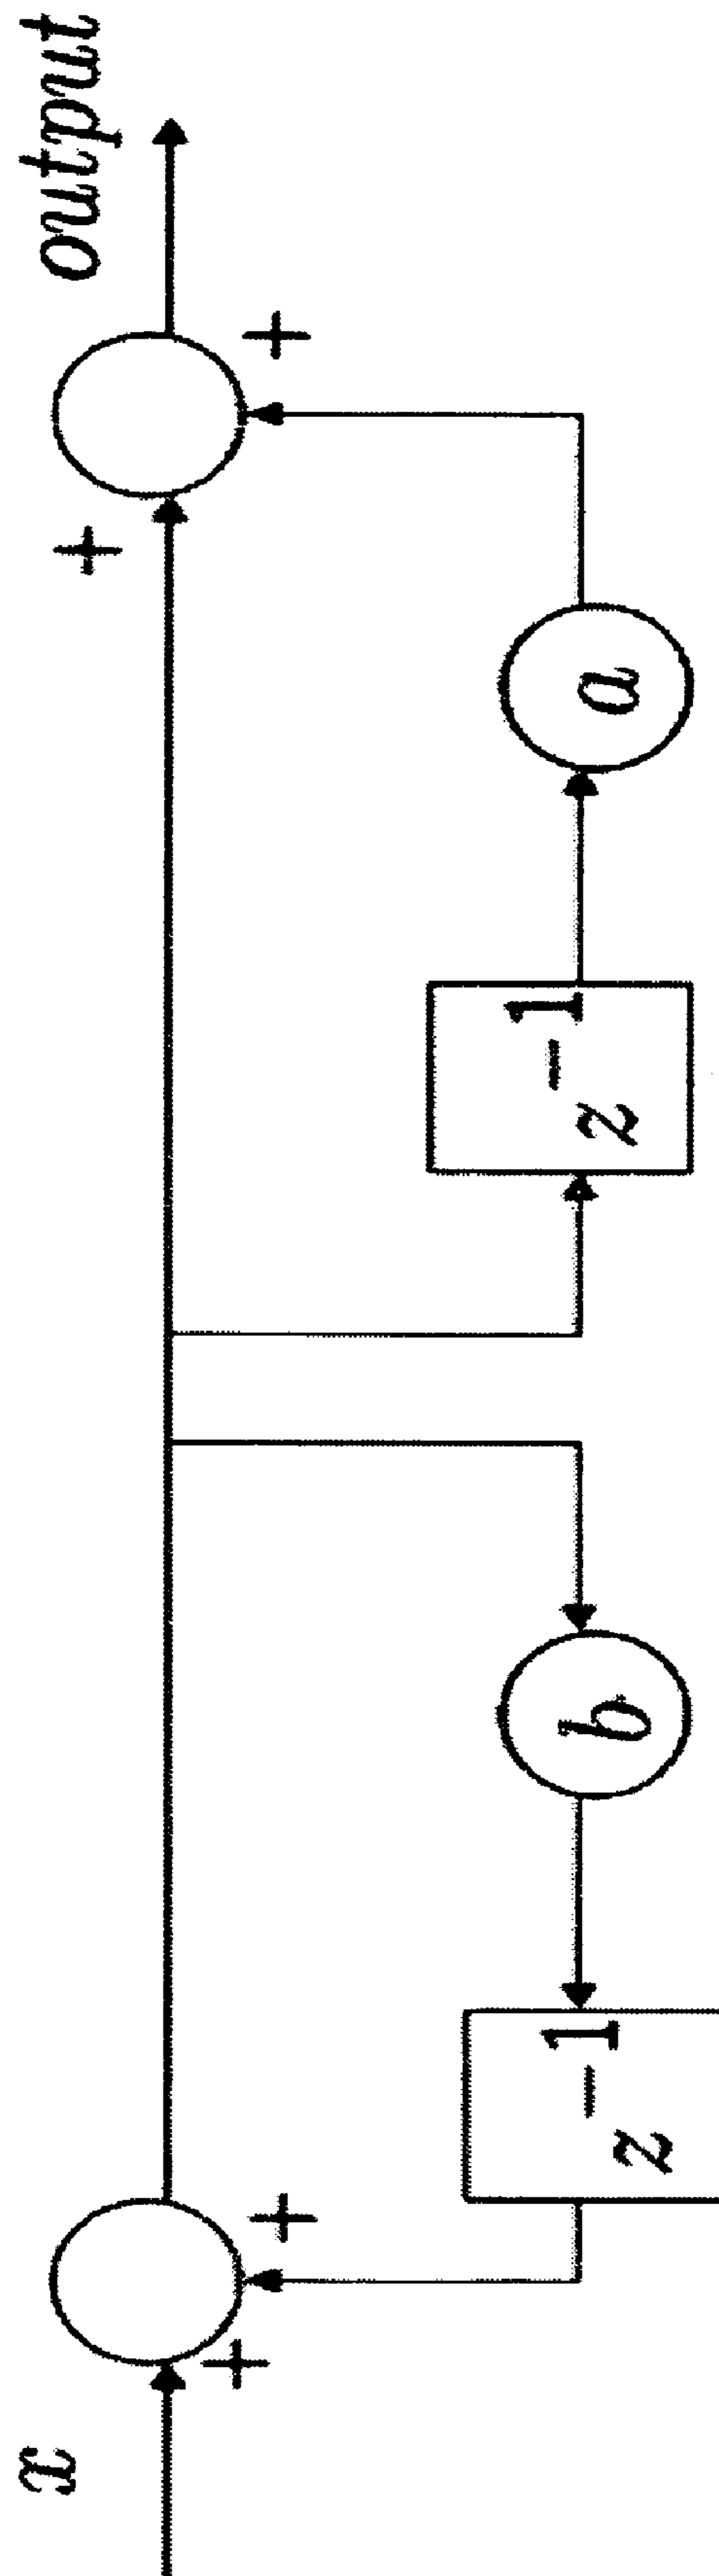 x
+
+
z^{-1}
b
z^{-1}
a
+
+
output